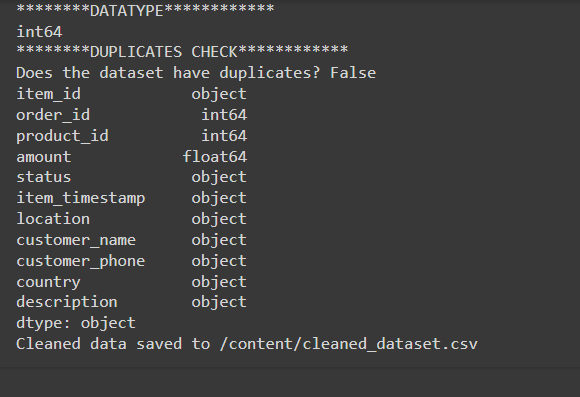 ********DATATYPE************
int64
********DUPLICATES CHECK************
Does the dataset have duplicates? False
item_id            object
order_id            int64
product_id          int64
amount            float64
status             object
item_timestamp     object
location           object
customer_name      object
customer_phone     object
country            object
description        object
dtype: object
Cleaned data saved to /content/cleaned_dataset.csv